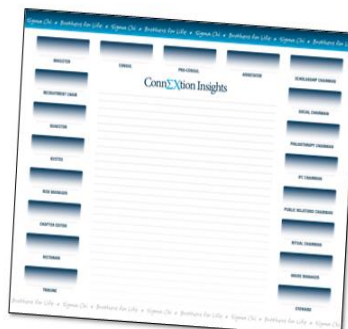 Sigma Chi • Brothers for Life • Sigma Chi • Brothers for Life • Sigma Chi • Brothers for Life • Sigma Chi • Brothers for L
CONSUL
PRO-CONSUL
ANNOTATOR
SCHOLARSHIP CHAIRMAN
MAGISTER
ConnΣXtion Insights
RECRUITMENT CHAIR
SOCIAL CHAIRMAN
QUAESTOR
PHILANTHROPY CHAIRMAN
KUSTOS
IFC CHAIRMAN
RISK MANAGER
PUBLIC RELATIONS CHAIRMAN
CHAPTER EDITOR
RITUAL CHAIRMAN
HISTORIAN
HOUSE MANAGER
TRIBUNE
STEWARD
Brothers for Life • Sigma Chi • Brothers for Life • Sigma Chi • Brothers for Life • Sigma Chi • Brothers for Life • Sigma Chi